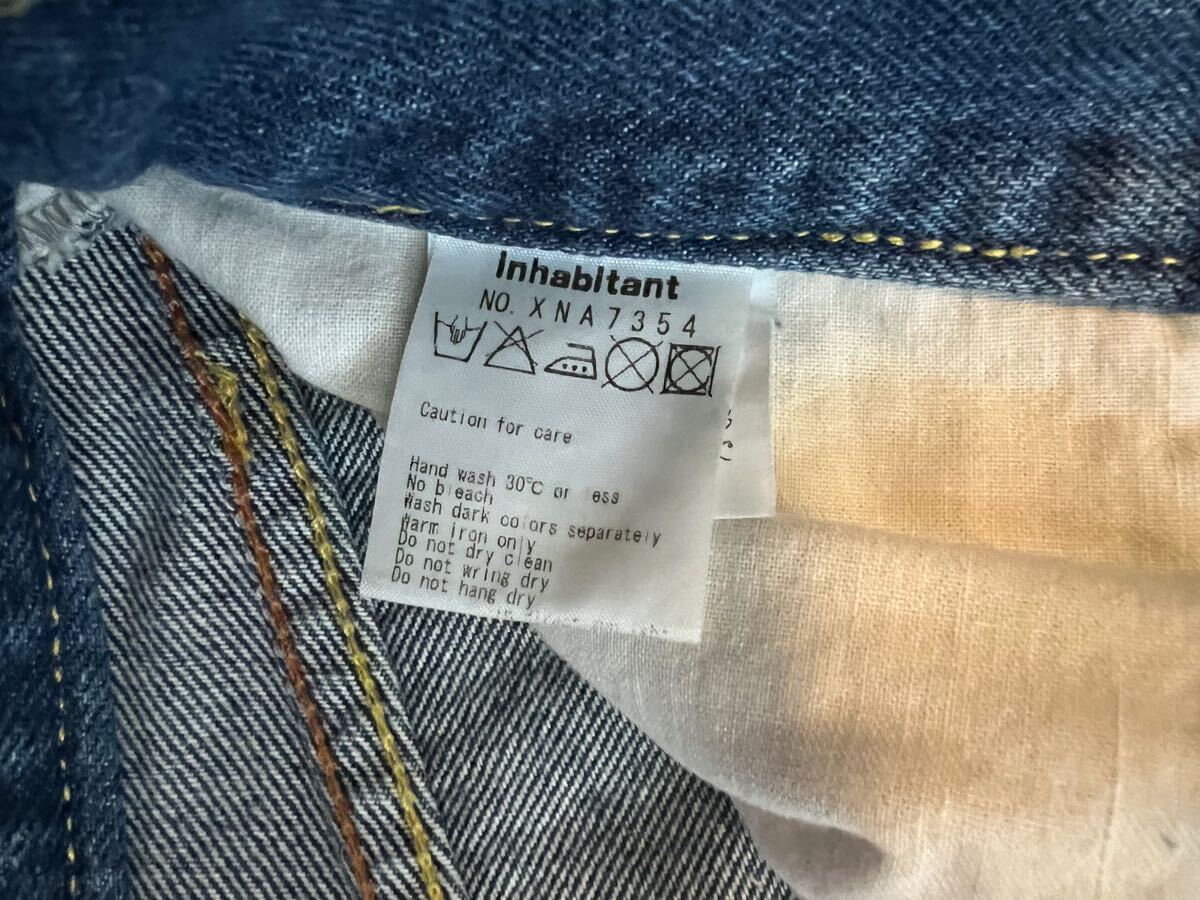 inhabitant
NO. XNA7354
Caution for care
Hand wash 30℃ or less
No bleach
Wash dark colors separately
Warm iron only
Do not dry clean
Do not wring dry
Do not hang dry